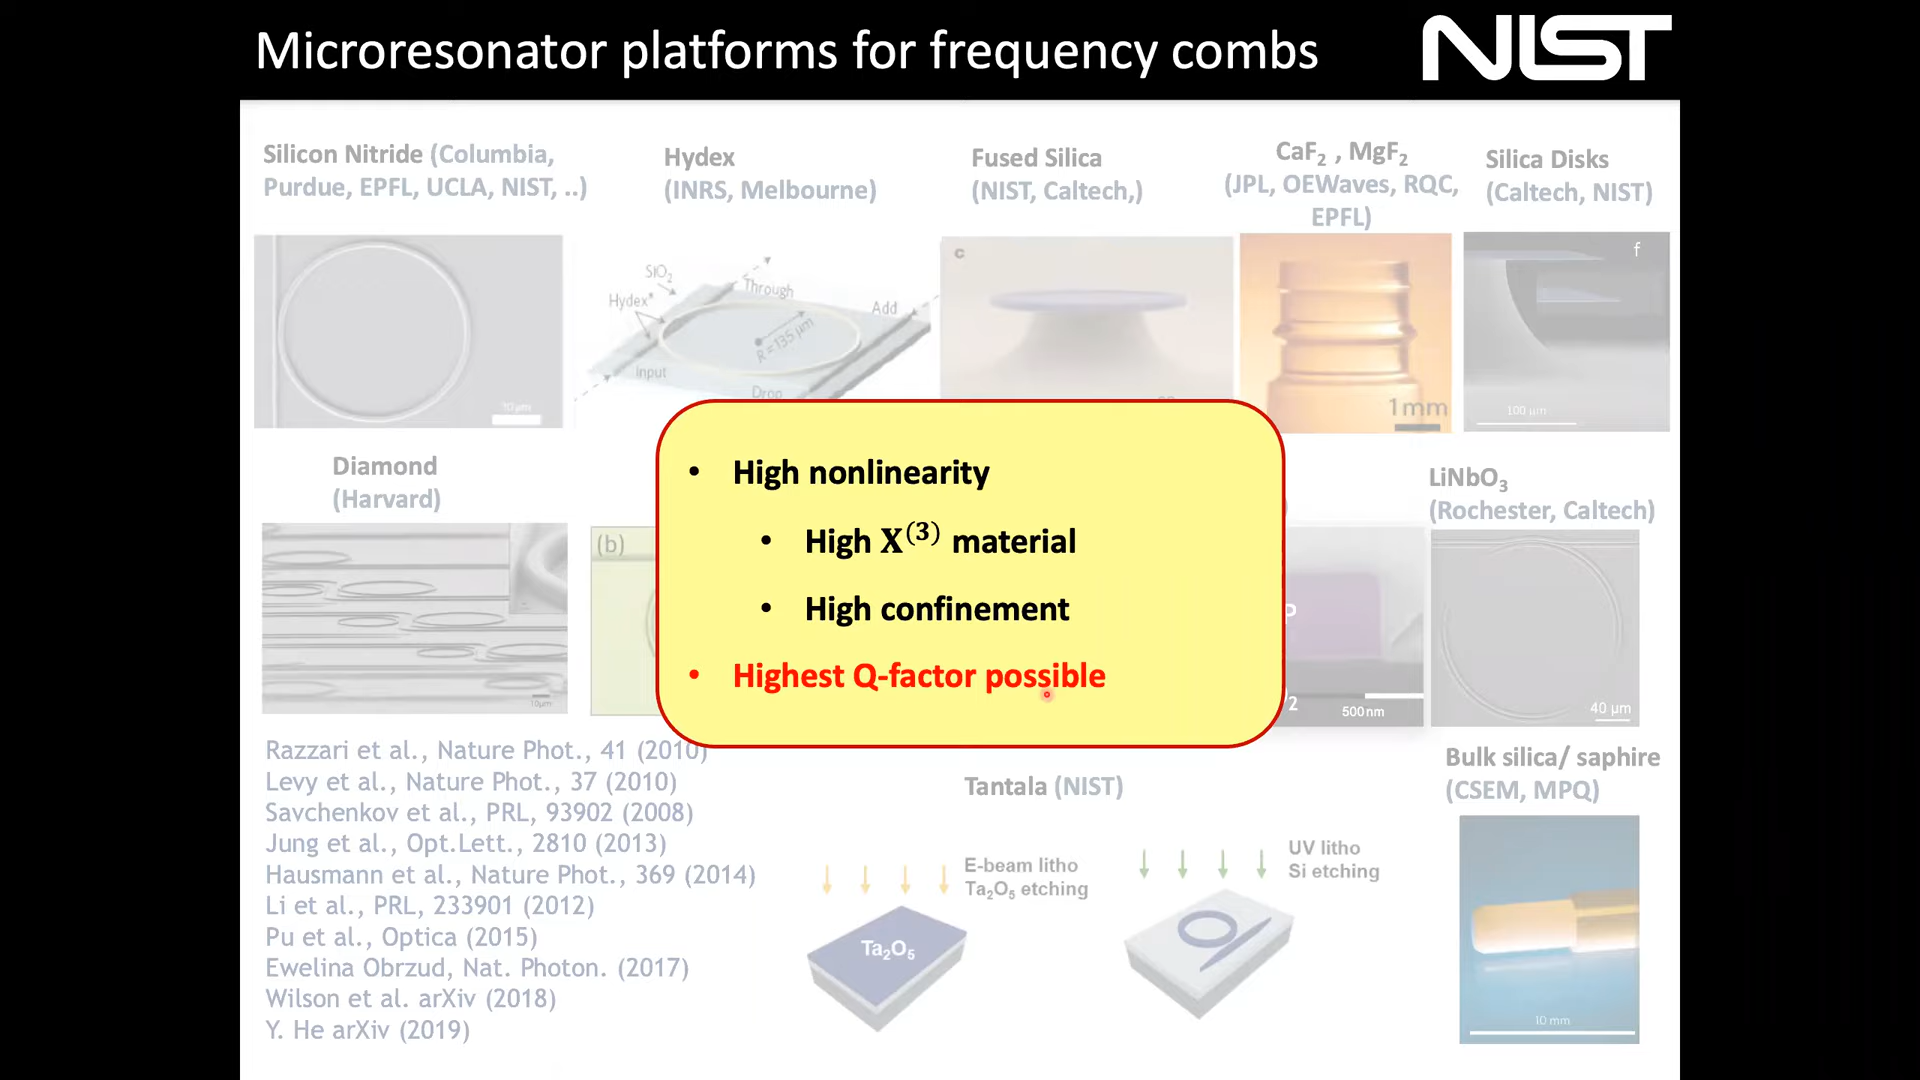 Microresonator platforms for frequency combs
NIST
Silicon Nitride (Columbia,
Purdue, EPFL, UCLA, NIST, ..)
Hydex
(INRS, Melbourne)
Fused Silica
(NIST, Caltech,)
CaF₂ , MgF₂
(JPL, OEWaves, RQC,
EPFL)
Silica Disks
(Caltech, NIST)
SiO₂
Hydex*
Through
Add
R = 135 μm
Input
Drop
c
1mm
f
100 μm
Diamond
(Harvard)
10μm
(b)
• High nonlinearity
• High X⁽³⁾ material
• High confinement
• Highest Q-factor possible
500nm
LiNbO₃
(Rochester, Caltech)
40 μm
Razzari et al., Nature Phot., 41 (2010)
Levy et al., Nature Phot., 37 (2010)
Savchenkov et al., PRL, 93902 (2008)
Jung et al., Opt.Lett., 2810 (2013)
Hausmann et al., Nature Phot., 369 (2014)
Li et al., PRL, 233901 (2012)
Pu et al., Optica (2015)
Ewelina Obrzud, Nat. Photon. (2017)
Wilson et al. arXiv (2018)
Y. He arXiv (2019)
Tantala (NIST)
E-beam litho
Ta₂O₅ etching
Ta₂O₅
UV litho
Si etching
Bulk silica/ saphire
(CSEM, MPQ)
10 mm